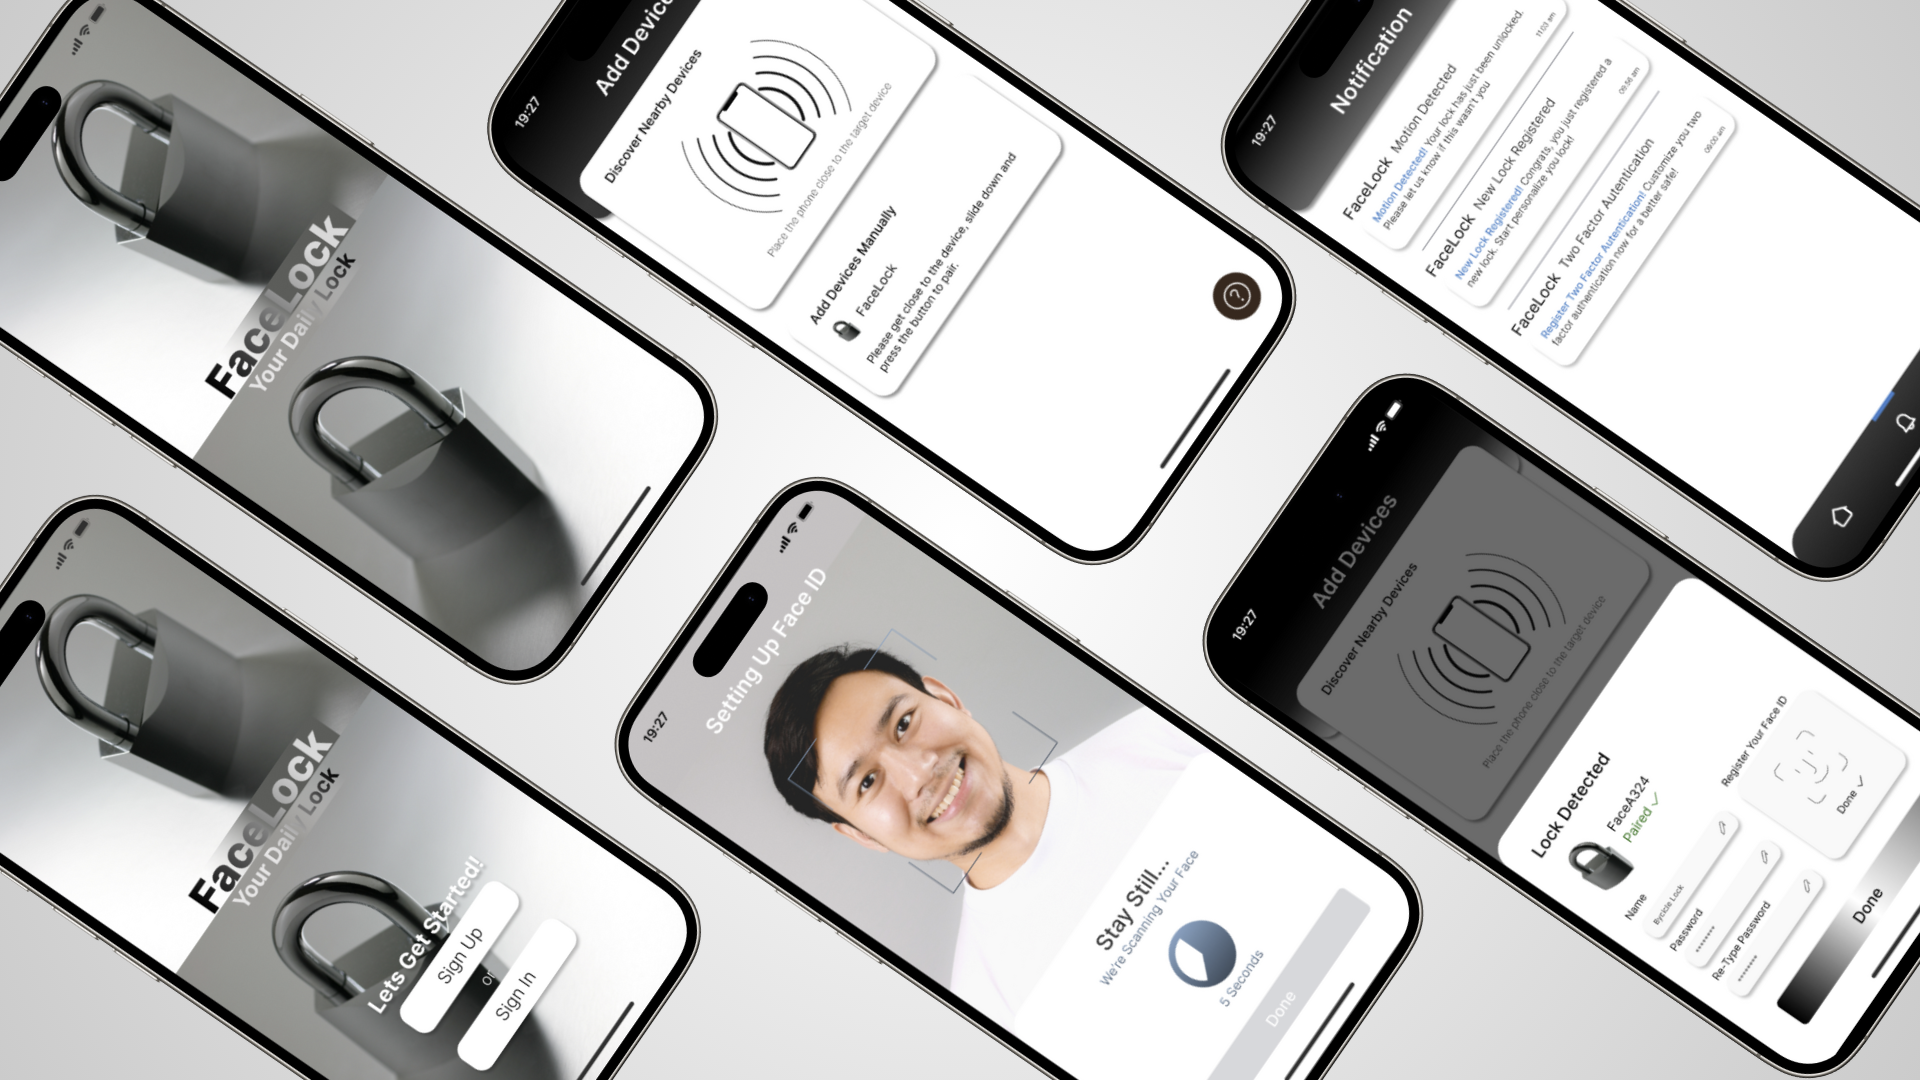 FaceLock
Your Daily Lock
19:27
Add Devices
Discover Nearby Devices
Place the phone close to the target device
Add Devices Manually
FaceLock
Please get close to the device, slide down and
press the button to pair.
?
19:27
Notification
FaceLock Motion Detected
Motion Detected! Your lock has just been unlocked.
Please let us know if this wasn't you
11:03 am
FaceLock New Lock Registered
New Lock Registered! Congrats, you just registered a
new lock. Start personalize you lock!
09:56 am
FaceLock Two Factor Authentication
Register Two Factor Autentication! Customize you two
factor authentication now for a better safe!
09:00 am
FaceLock
Your Daily Lock
Lets Get Started!
Sign Up
or
Sign In
19:27
Setting Up Face ID
Stay Still...
We're Scanning Your Face
5 Seconds
Done
19:27
Add Devices
Discover Nearby Devices
Place the phone close to the target device
Lock Detected
FaceA324
Paired ✓
Name
Bycicle Lock
Password
********
Re-Type Password
********
Register Your Face ID
Done ✓
Done